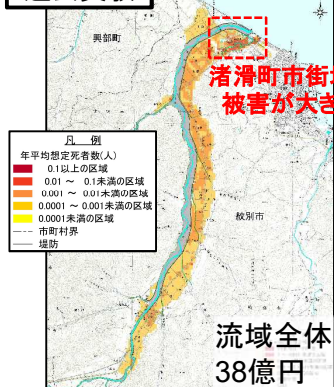 興部町
渚滑町市街
被害が大き
凡 例
年平均想定死者数(人)
0.1以上の区域
0.01 ～ 0.1未満の区域
0.001 ～ 0.01未満の区域
0.0001 ～ 0.001未満の区域
0.0001未満の区域
市町村界
堤防
紋別市
流域全体
38億円